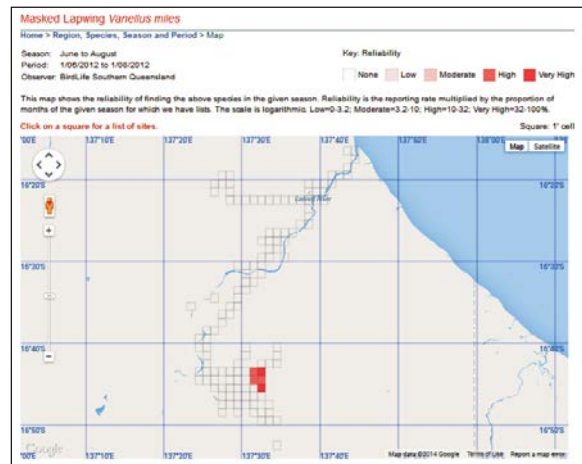 Masked Lapwing Vanellus miles
Home > Region, Species, Season and Period > Map
Season: June to August
Period: 1/06/2012 to 1/08/2012
Observer: BirdLife Southern Queensland
Key: Reliability
None Low Moderate High Very High
This map shows the reliability of finding the above species in the given season. Reliability is the reporting rate multiplied by the proportion of
months of the given season for which we have lists. The scale is logarithmic. Low=0-3.2; Moderate=3.2-10; High=10-32; Very High=32-100%.
Click on a square for a list of sites.
Square: 1' cell
'00'E 137°10'E 137°20'E 137°30'E 137°40'E 137°50'E 138°00'E
Map Satellite
16°20'S
River
16°30'S 16°30'S
16°40'S 16°40'S
16°50'S 16°50'S
Google
'00'E 137°10'E 137°20'E 137°30'E 137°40'E
Map data ©2014 Google Terms of Use Report a map error